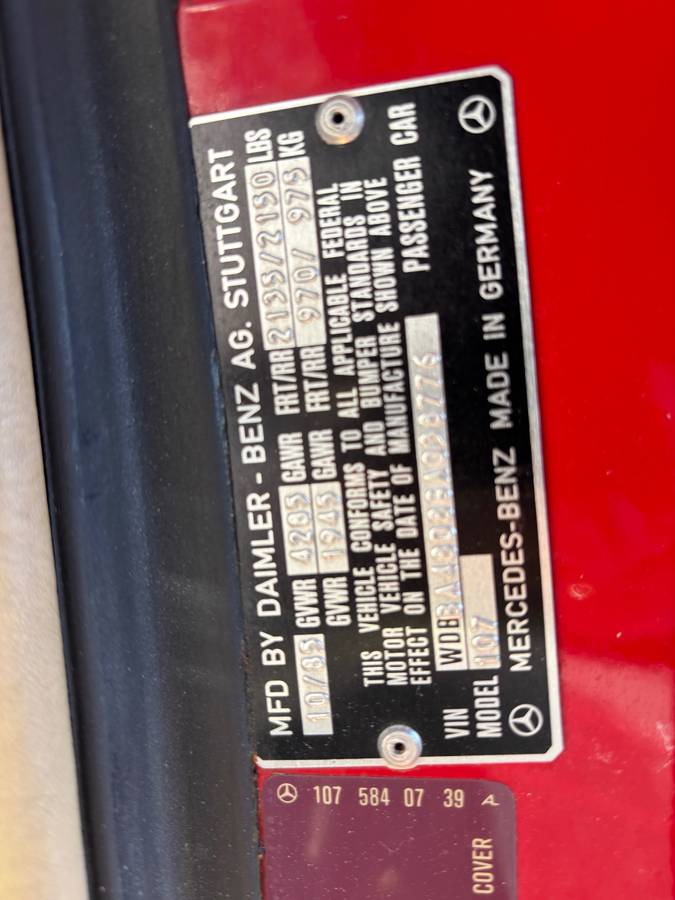 MFD BY DAIMLER - BENZ AG. STUTTGART
10/85 GVWR 4285 GAWR FRT/RR 2135/2150 LBS
GVWR 1945 GAWR FRT/RR 970/ 975 KG
THIS VEHICLE CONFORMS TO ALL APPLICABLE FEDERAL
MOTOR VEHICLE SAFETY AND BUMPER STANDARDS IN
EFFECT ON THE DATE OF MANUFACTURE SHOWN ABOVE
VIN
PASSENGER CAR
MODEL 107
MERCEDES-BENZ MADE IN GERMANY
107 584 07 39 A
COVER